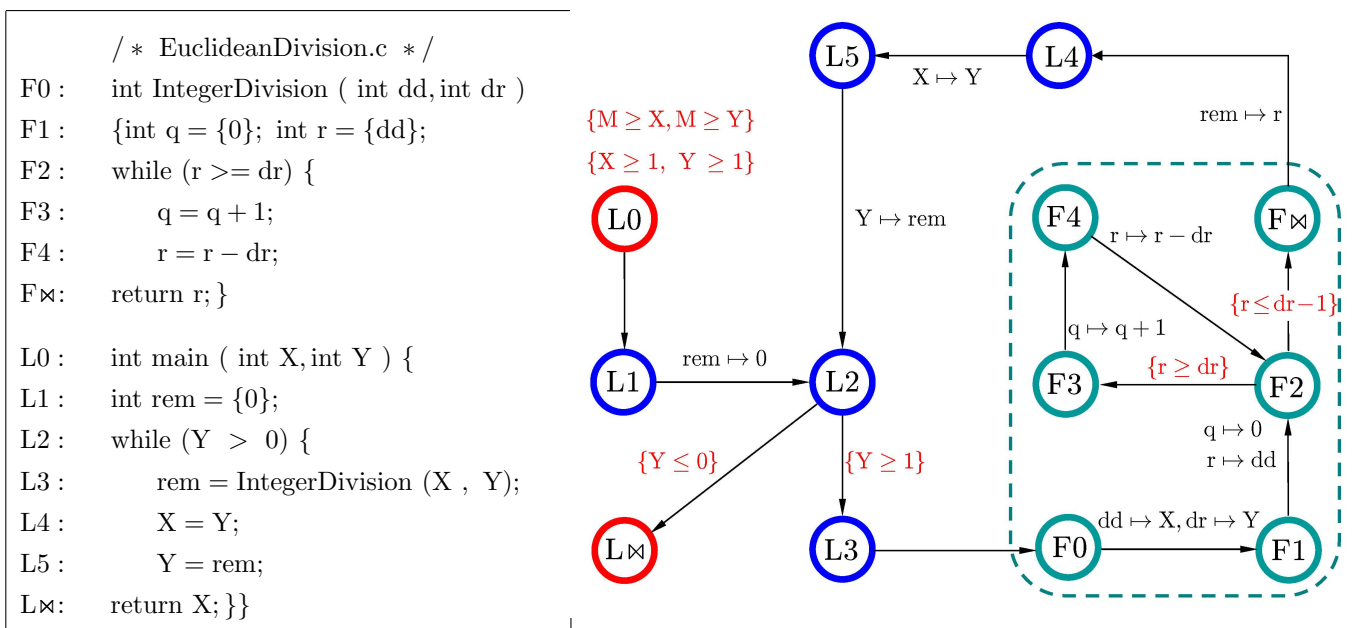 / * EuclideanDivision.c * /
F0 : int IntegerDivision ( int dd, int dr )
F1 : {int q = {0}; int r = {dd};
F2 : while (r >= dr) {
F3 : q = q + 1;
F4 : r = r − dr;
F⋈: return r; }
L0 : int main ( int X, int Y ) {
L1 : int rem = {0};
L2 : while (Y > 0) {
L3 : rem = IntegerDivision (X , Y);
L4 : X = Y;
L5 : Y = rem;
L⋈: return X; }}
L5
L4
X ↦ Y
{M ≥ X, M ≥ Y}
{X ≥ 1, Y ≥ 1}
rem ↦ r
L0
Y ↦ rem
F4
F⋈
r ↦ r − dr
{r≤dr−1}
q ↦ q + 1
L1
rem ↦ 0
L2
F3
{r ≥ dr}
F2
q ↦ 0
r ↦ dd
{Y ≤ 0}
{Y ≥ 1}
L⋈
L3
F0
dd ↦ X, dr ↦ Y
F1